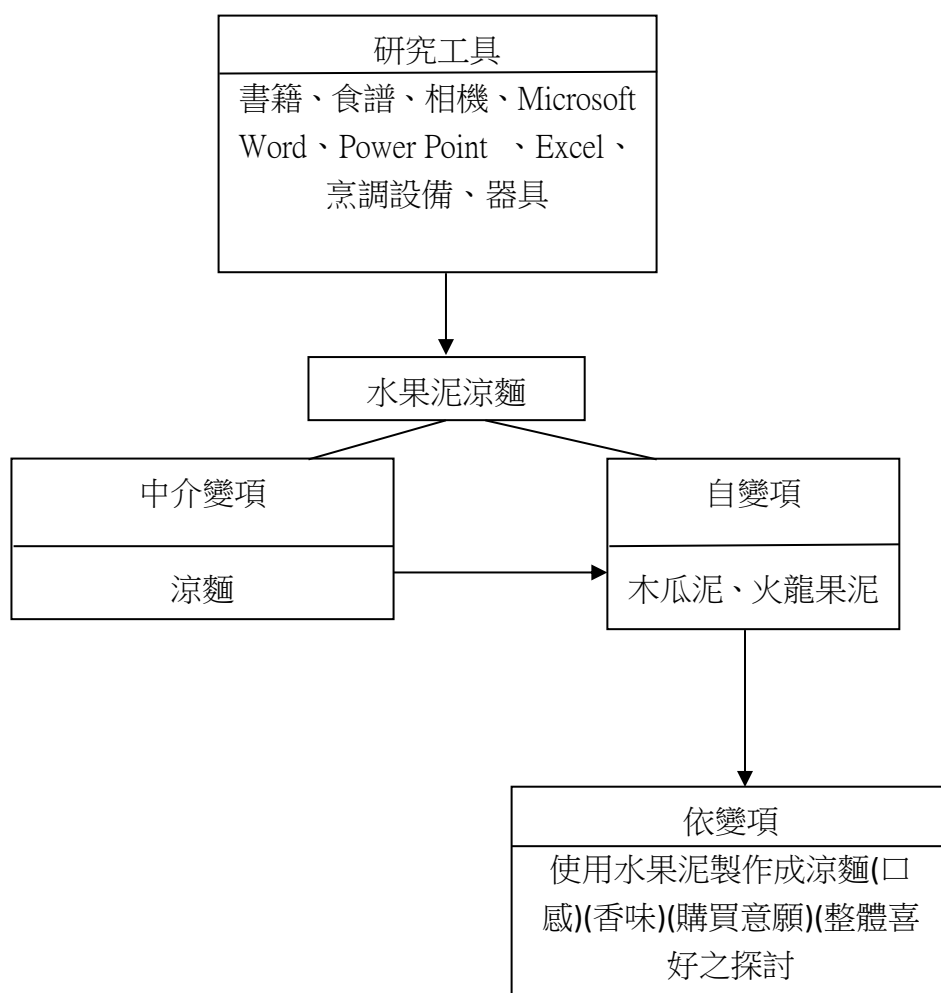 研究工具
書籍、食譜、相機、Microsoft
Word、Power Point 、Excel、
烹調設備、器具
水果泥涼麵
中介變項
涼麵
自變項
木瓜泥、火龍果泥
依變項
使用水果泥製作成涼麵(口
感)(香味)(購買意願)(整體喜
好之探討